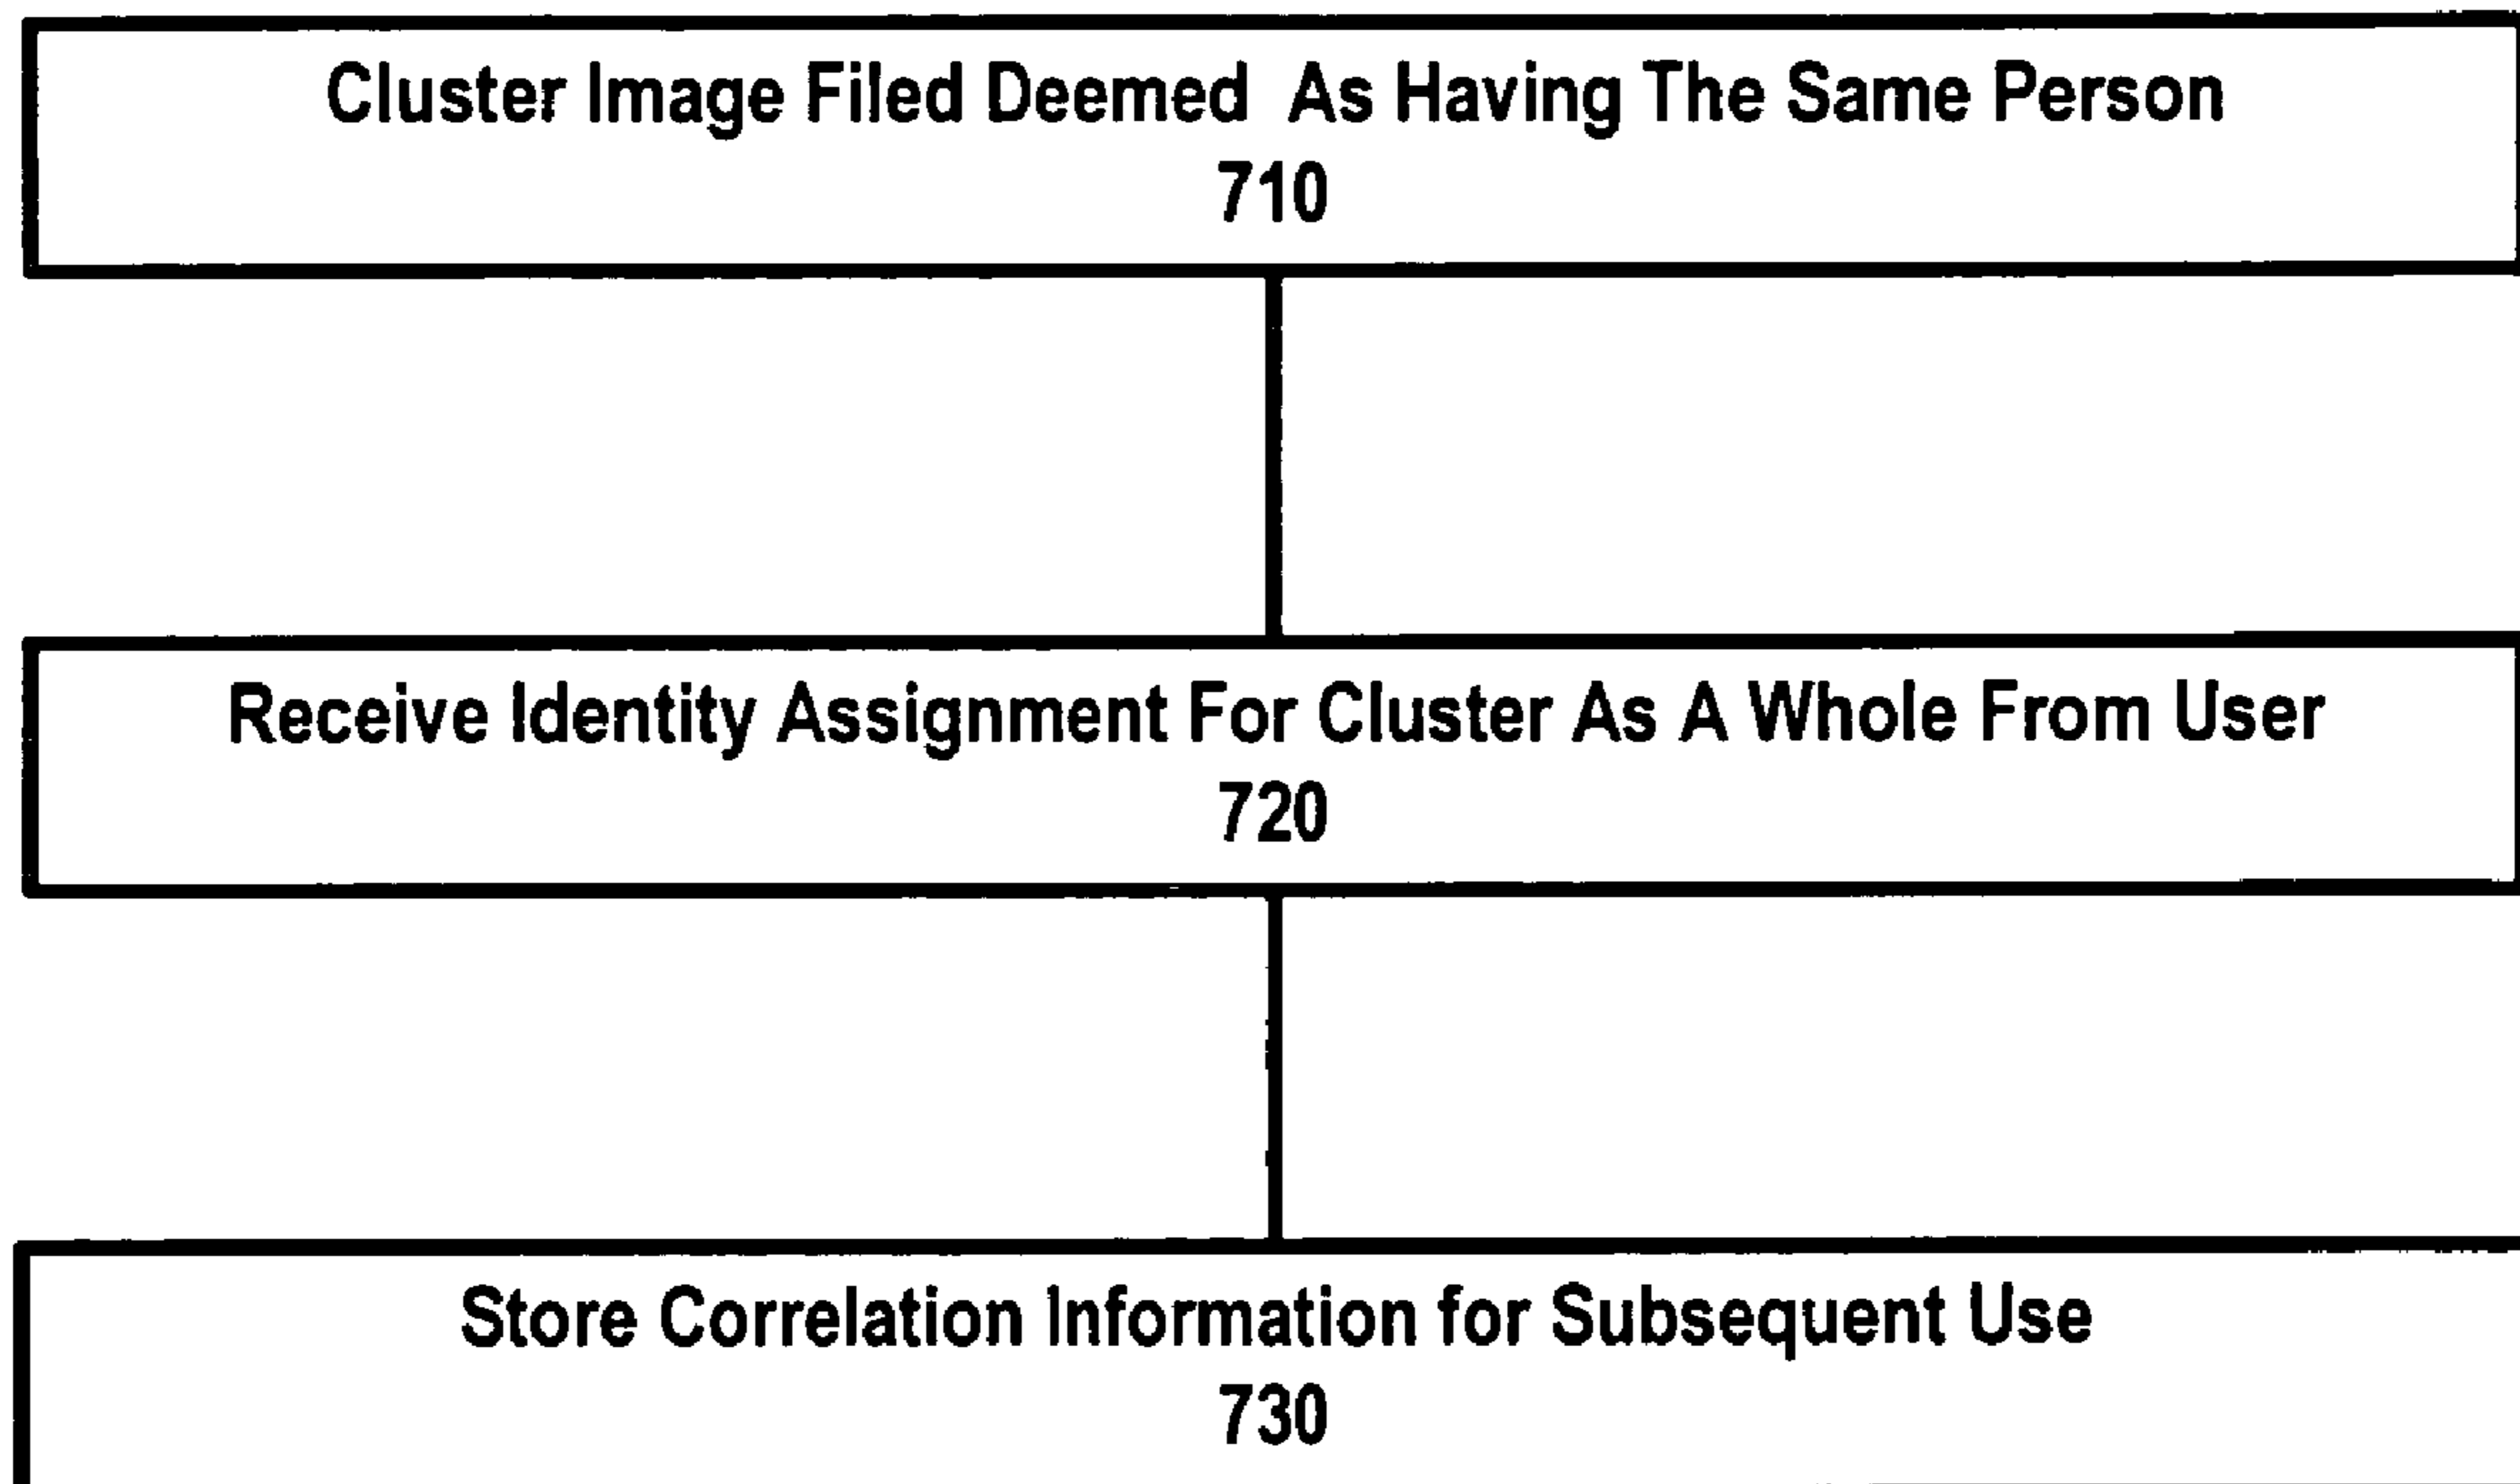 Cluster Image Filed Deemed As Having The Same Person
710
Receive Identity Assignment For Cluster As A Whole From User
720
Store Correlation Information for Subsequent Use
730